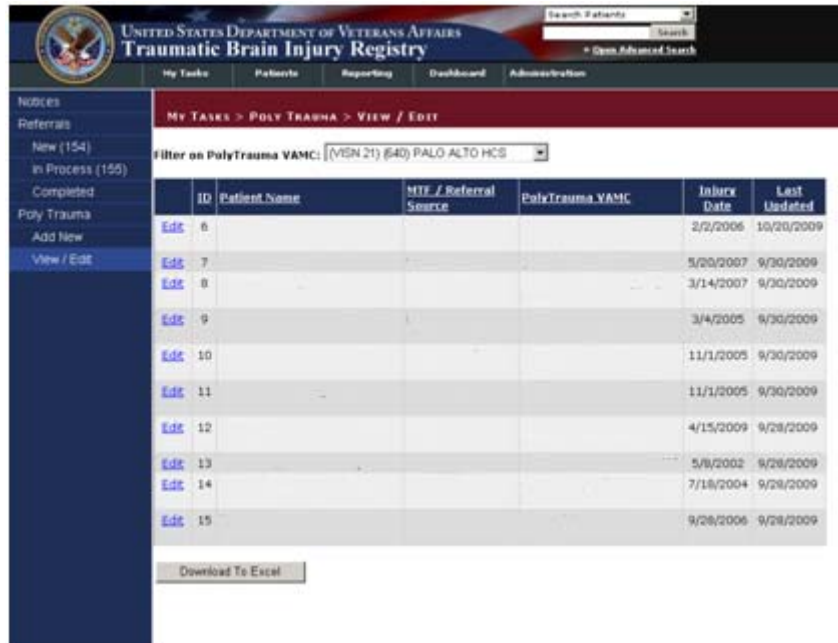 Search Patients
Search
Open Advanced Search
UNITED STATES DEPARTMENT OF VETERANS AFFAIRS
Traumatic Brain Injury Registry
My Tasks Patients Reporting Dashboard Administration
Notices
Referrals
New (154)
In Process (155)
Completed
Poly Trauma
Add New
View / Edit
MY TASKS > POLY TRAUMA > VIEW / EDIT
Filter on PolyTrauma VAMC: (VISN 21) (640) PALO ALTO HCS
ID Patient Name MTF / Referral Source PolyTrauma VAMC Injury Date Last Updated
Edit 6 2/2/2006 10/20/2009
Edit 7 5/20/2007 9/30/2009
Edit 8 3/14/2007 9/30/2009
Edit 9 3/4/2005 9/30/2009
Edit 10 11/1/2005 9/30/2009
Edit 11 11/1/2005 9/30/2009
Edit 12 4/15/2009 9/28/2009
Edit 13 5/8/2002 9/28/2009
Edit 14 7/18/2004 9/28/2009
Edit 15 9/28/2006 9/28/2009
Download To Excel